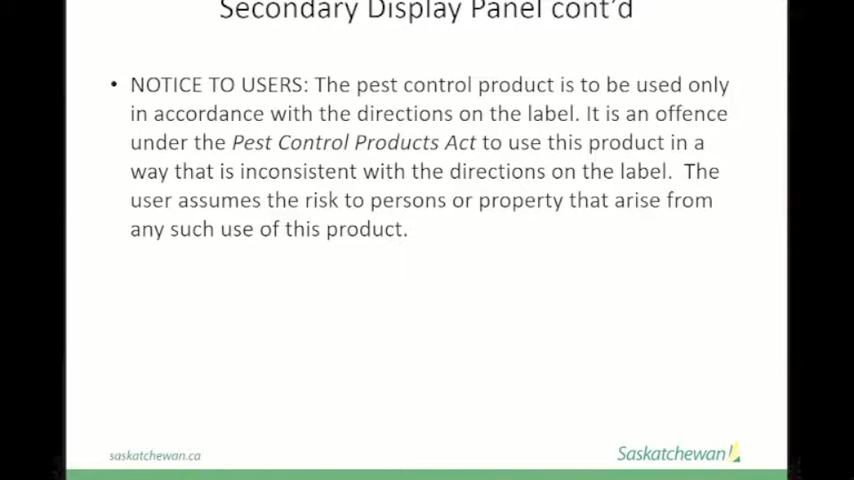 Secondary Display Panel cont'd
• NOTICE TO USERS: The pest control product is to be used only
in accordance with the directions on the label. It is an offence
under the Pest Control Products Act to use this product in a
way that is inconsistent with the directions on the label. The
user assumes the risk to persons or property that arise from
any such use of this product.
saskatchewan.ca
Saskatchewan